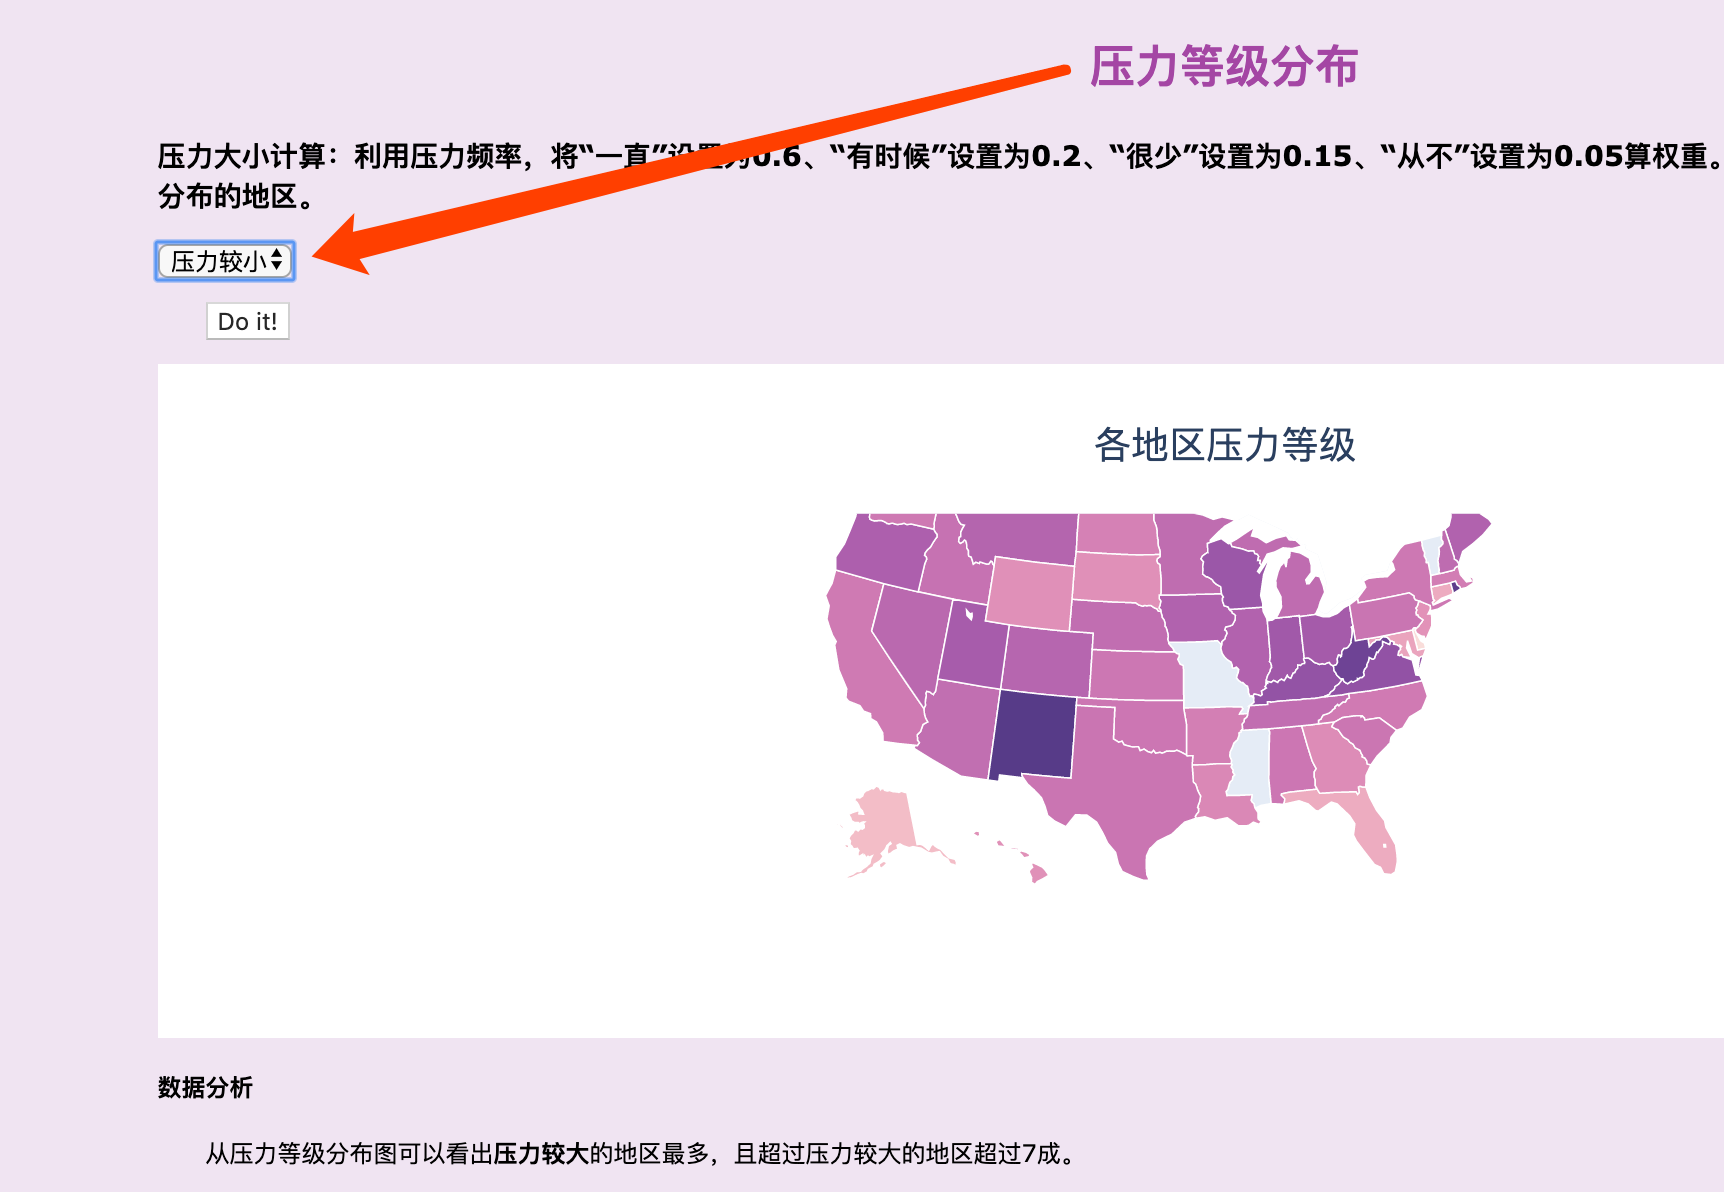 压力等级分布
压力大小计算：利用压力频率，将“一直”设置为0.6、“有时候”设置为0.2、“很少”设置为0.15、“从不”设置为0.05算权重。
分布的地区。
压力较小
Do it!
各地区压力等级
数据分析
从压力等级分布图可以看出压力较大的地区最多，且超过压力较大的地区超过7成。